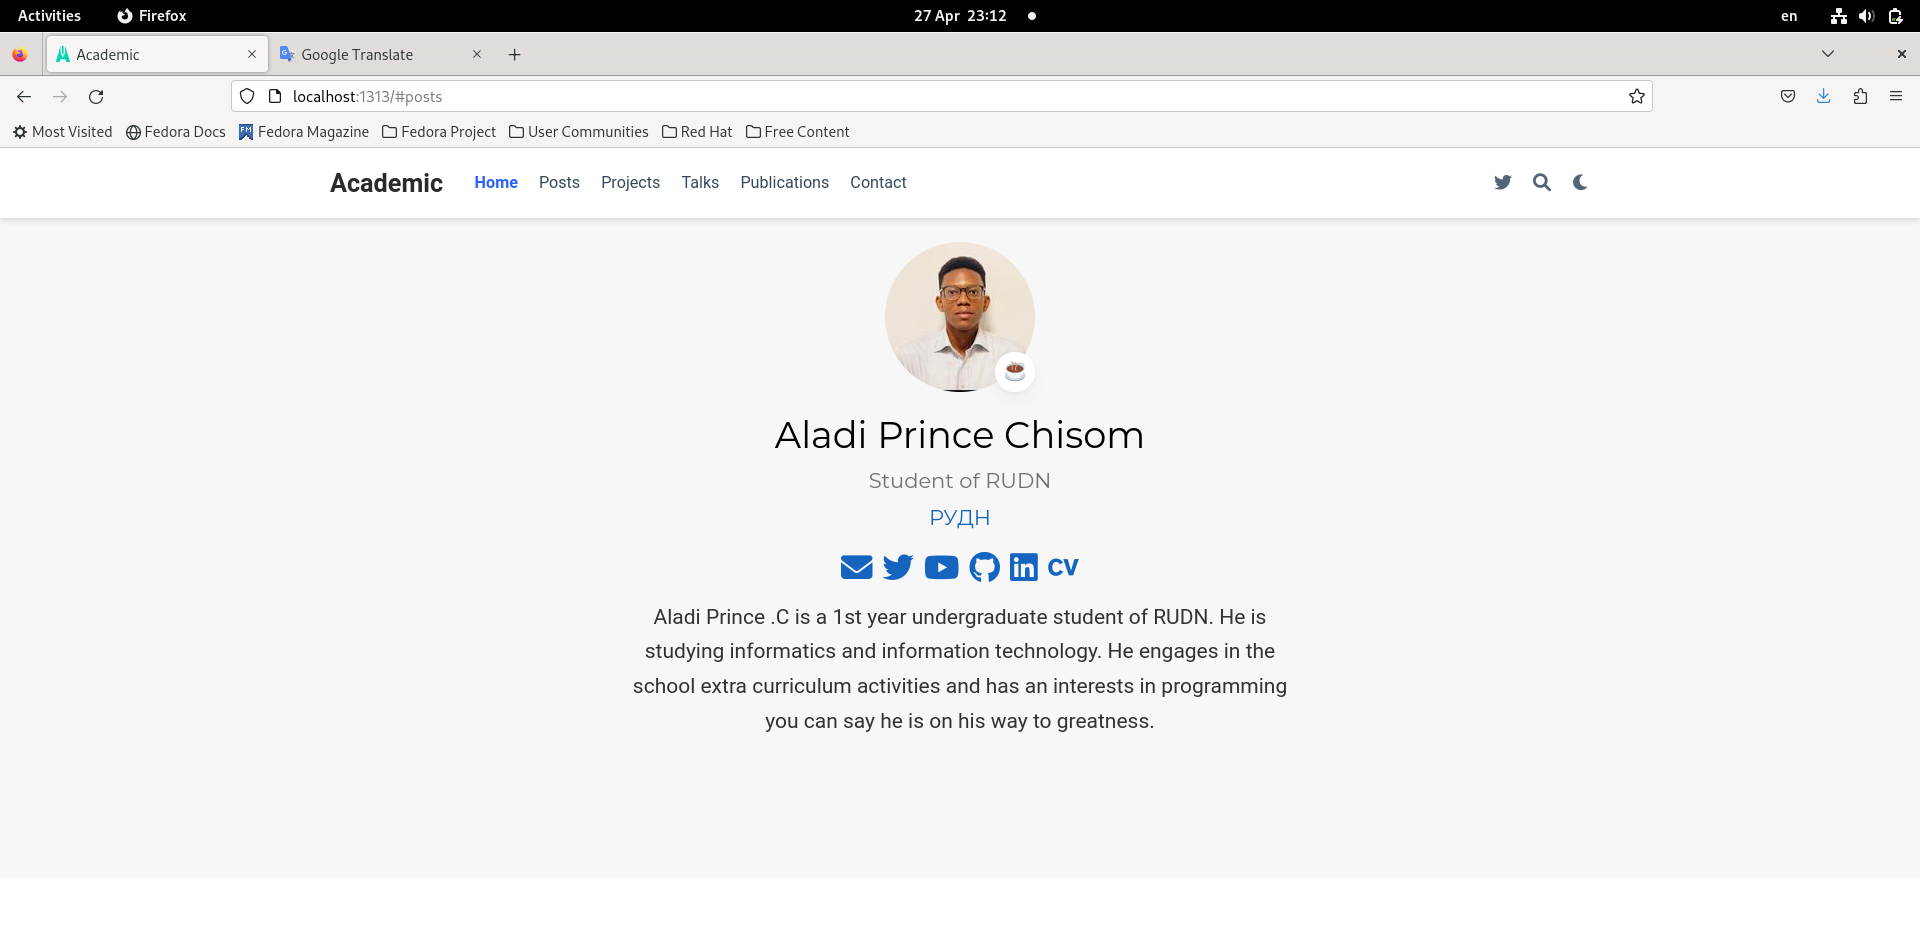 Activities Firefox 27 Apr 23:12 en
Academic Google Translate
localhost:1313/#posts
Most Visited Fedora Docs Fedora Magazine Fedora Project User Communities Red Hat Free Content
Academic Home Posts Projects Talks Publications Contact
Aladi Prince Chisom
Student of RUDN
РУДН
CV
Aladi Prince .C is a 1st year undergraduate student of RUDN. He is
studying informatics and information technology. He engages in the
school extra curriculum activities and has an interests in programming
you can say he is on his way to greatness.